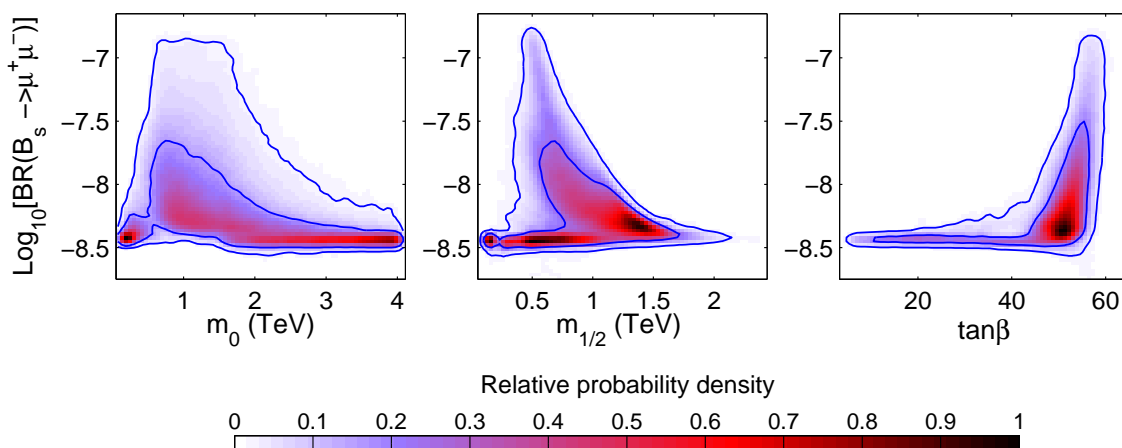 Log10[BR(Bs −>μ+μ−)]
−7
−7.5
−8
−8.5
1 2 3 4
m0 (TeV)
−7
−7.5
−8
−8.5
0.5 1 1.5 2
m1/2 (TeV)
−7
−7.5
−8
−8.5
20 40 60
tanβ
Relative probability density
0 0.1 0.2 0.3 0.4 0.5 0.6 0.7 0.8 0.9 1